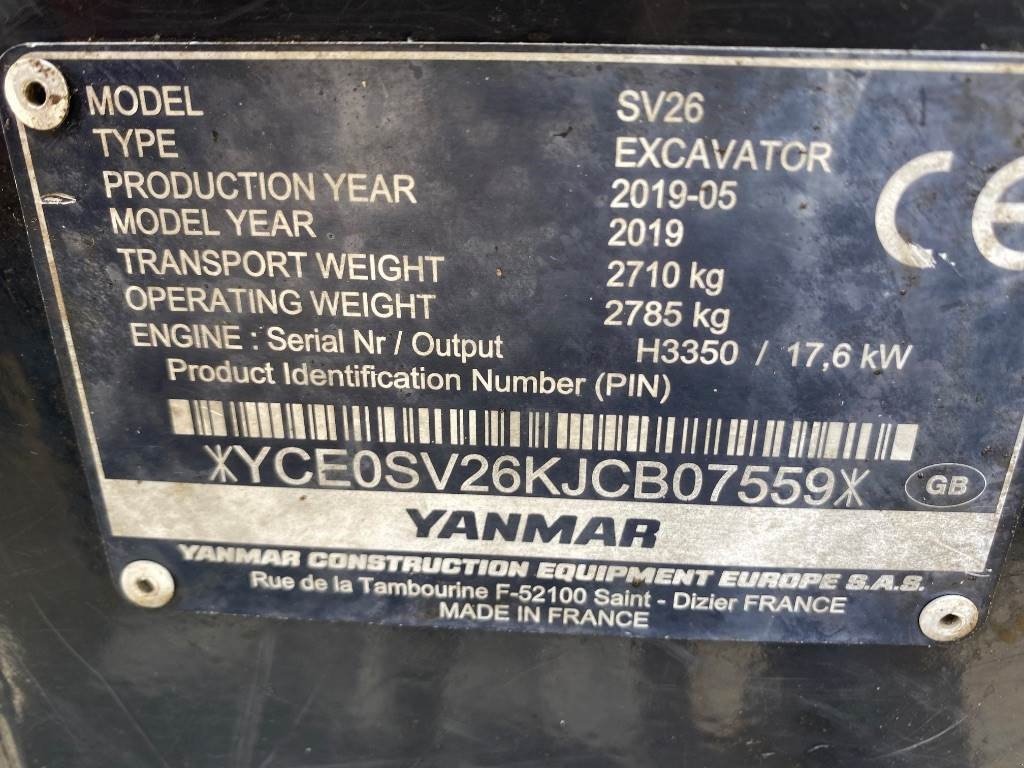 MODEL SV26
TYPE EXCAVATOR
PRODUCTION YEAR 2019-05
MODEL YEAR 2019
TRANSPORT WEIGHT 2710 kg
OPERATING WEIGHT 2785 kg
ENGINE : Serial Nr / Output H3350 / 17,6 kW
Product Identification Number (PIN)
*YCE0SV26KJCB07559*
GB
CE
YANMAR
YANMAR CONSTRUCTION EQUIPMENT EUROPE S.A.S.
Rue de la Tambourine F-52100 Saint - Dizier FRANCE
MADE IN FRANCE